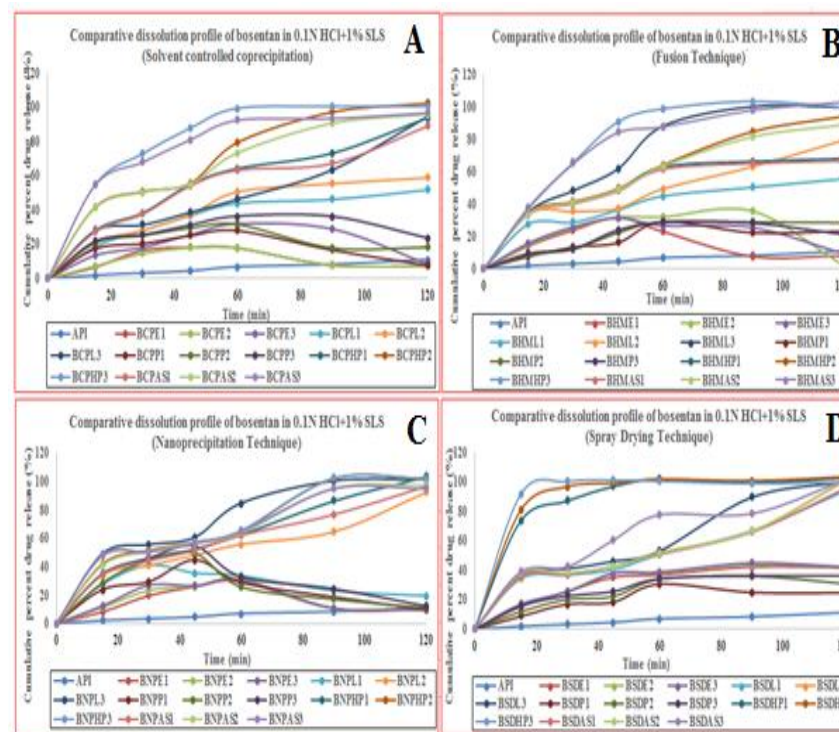 A
Comparative dissolution profile of bosentan in 0.1N HCl+1% SLS
(Solvent controlled coprecipitation)
Cumulative percent drug release (%)
120
100
80
60
40
20
0
0 20 40 60 80 100 120
Time (min)
API BCPE1 BCPE2 BCPE3 BCPL1 BCPL2
BCPL3 BCPP1 BCPP2 BCPP3 BCPHP1 BCPHP2
BCPHP3 BCPAS1 BCPAS2 BCPAS3
B
Comparative dissolution profile of bosentan in 0.1N HCl+1% SLS
(Fusion Technique)
Cumulative percent drug release (%)
120
100
80
60
40
20
0
0 20 40 60 80 100 120
Time (min)
API BHME1 BHME2 BHME3
BHML1 BHML2 BHML3 BHMP1
BHMP2 BHMP3 BHMHP1 BHMHP2
BHMHP3 BHMAS1 BHMAS2 BHMAS3
C
Comparative dissolution profile of bosentan in 0.1N HCl+1% SLS
(Nanoprecipitation Technique)
Cumulative percent drug release (%)
120
100
80
60
40
20
0
0 20 40 60 80 100 120
Time (min)
API BNPE1 BNPE2 BNPE3 BNPL1 BNPL2
BNPL3 BNPP1 BNPP2 BNPP3 BNPHP1 BNPHP2
BNPHP3 BNPAS1 BNPAS2 BNPAS3
D
Comparative dissolution profile of bosentan in 0.1N HCl+1% SLS
(Spray Drying Technique)
Cumulative percent drug release (%)
120
100
80
60
40
20
0
0 20 40 60 80 100 120
Time (min)
API BSDE1 BSDE2 BSDE3 BSDL1
BSDL3 BSDP1 BSDP2 BSDP3 BSDHP1
BSDHP3 BSDAS1 BSDAS2 BSDAS3